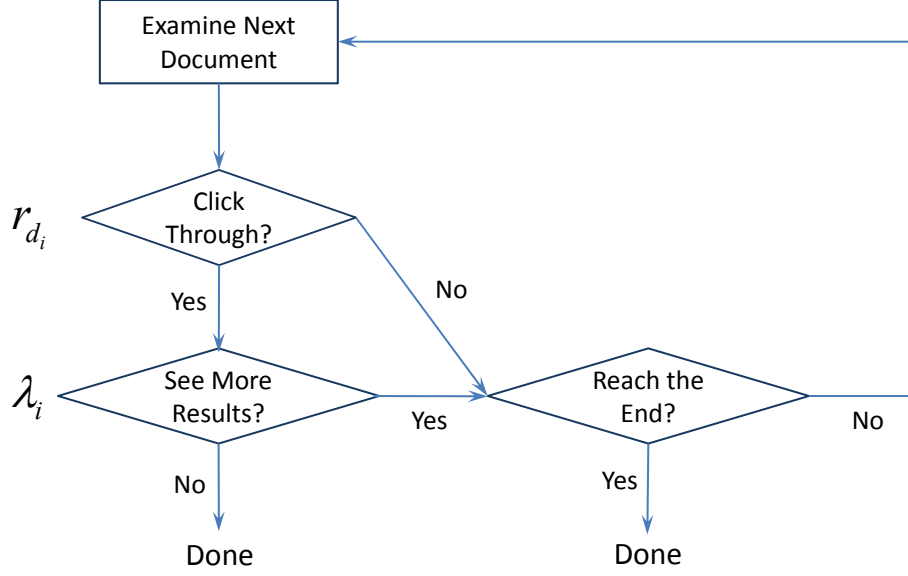 Examine Next
Document
Click
Through?
r_{d_i}
No
Yes
See More
Results?
λ_i
Reach the
End?
Yes
No
No
Yes
Done
Done